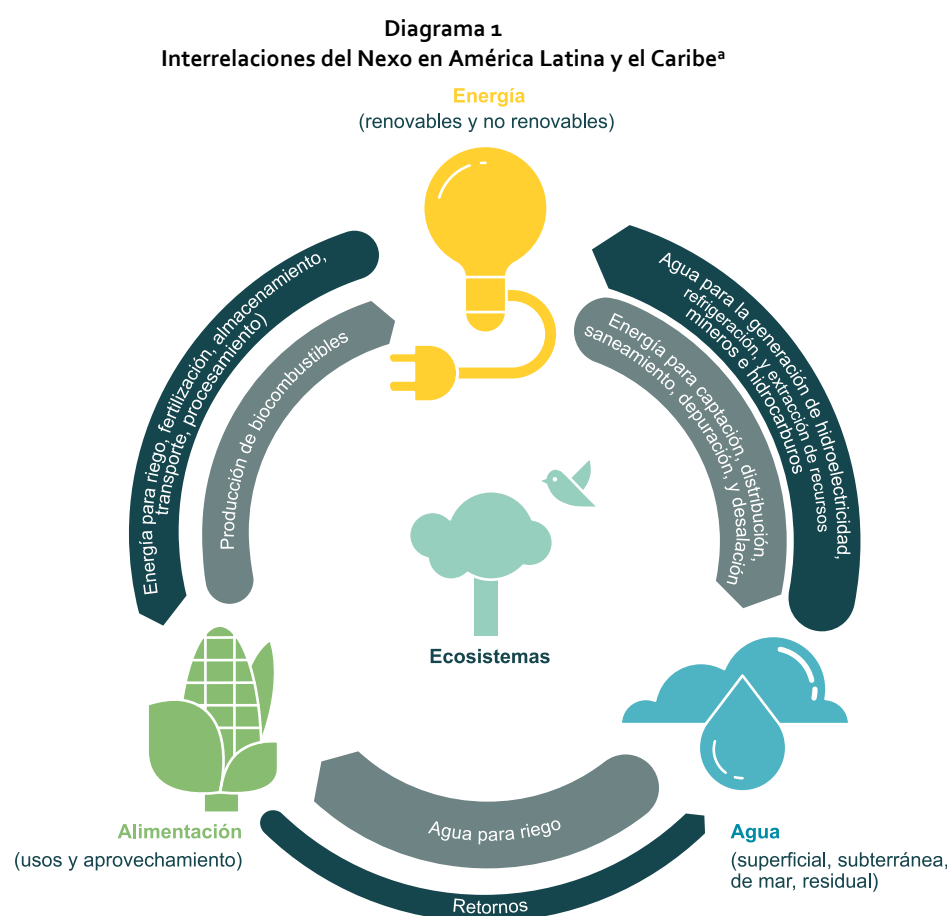 Diagrama 1
Interrelaciones del Nexo en América Latina y el Caribeª
Energía
(renovables y no renovables)
Energía para riego, fertilización, almacenamiento,
transporte, procesamiento)
Producción de biocombustibles
Energía para captación, distribución,
saneamiento, depuración, y desalación
Agua para la generación de hidroelectricidad,
refrigeración, y extracción de recursos
mineros e hidrocarburos
Ecosistemas
Alimentación
(usos y aprovechamiento)
Agua para riego
Retornos
Agua
(superficial, subterránea,
de mar, residual)